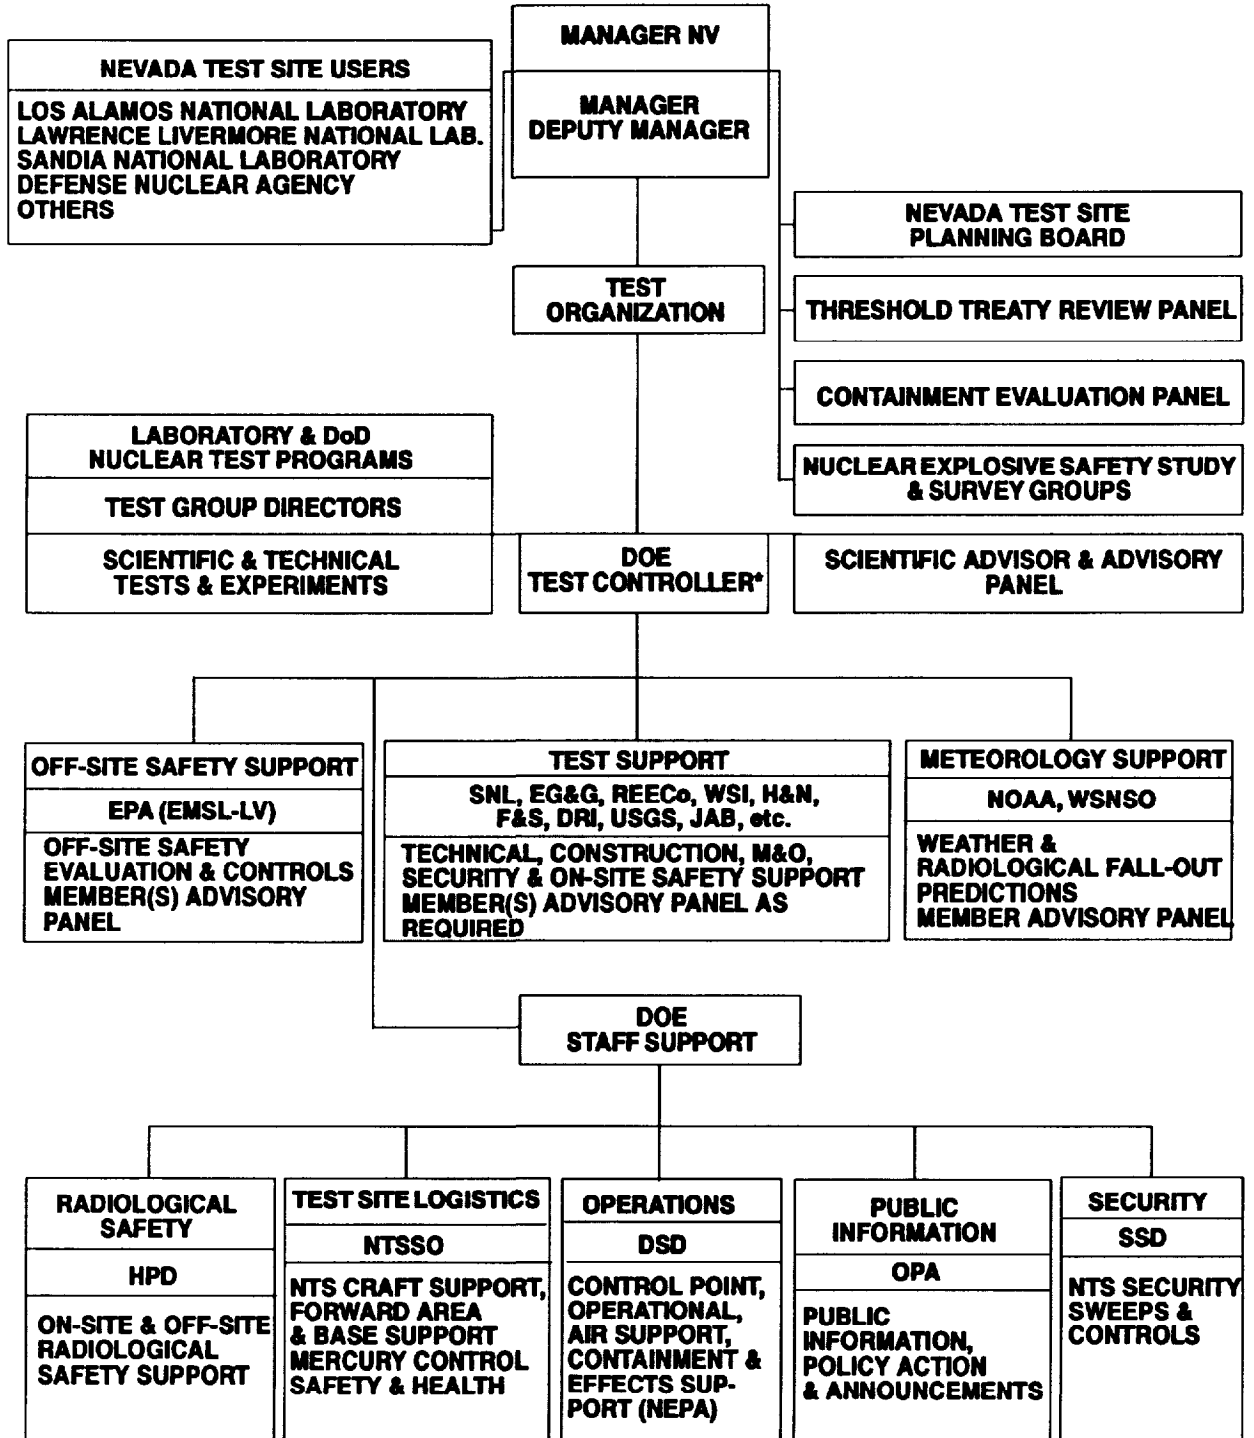 MANAGER NV
MANAGER
DEPUTY MANAGER
NEVADA TEST SITE USERS
LOS ALAMOS NATIONAL LABORATORY
LAWRENCE LIVERMORE NATIONAL LAB.
SANDIA NATIONAL LABORATORY
DEFENSE NUCLEAR AGENCY
OTHERS
NEVADA TEST SITE
PLANNING BOARD
TEST
ORGANIZATION
THRESHOLD TREATY REVIEW PANEL
CONTAINMENT EVALUATION PANEL
NUCLEAR EXPLOSIVE SAFETY STUDY
& SURVEY GROUPS
LABORATORY & DoD
NUCLEAR TEST PROGRAMS
TEST GROUP DIRECTORS
SCIENTIFIC & TECHNICAL
TESTS & EXPERIMENTS
DOE
TEST CONTROLLER*
SCIENTIFIC ADVISOR & ADVISORY
PANEL
OFF-SITE SAFETY SUPPORT
EPA (EMSL-LV)
OFF-SITE SAFETY
EVALUATION & CONTROLS
MEMBER(S) ADVISORY
PANEL
TEST SUPPORT
SNL, EG&G, REECo, WSI, H&N,
F&S, DRI, USGS, JAB, etc.
TECHNICAL, CONSTRUCTION, M&O,
SECURITY & ON-SITE SAFETY SUPPORT
MEMBER(S) ADVISORY PANEL AS
REQUIRED
METEOROLOGY SUPPORT
NOAA, WSNSO
WEATHER &
RADIOLOGICAL FALL-OUT
PREDICTIONS
MEMBER ADVISORY PANEL
DOE
STAFF SUPPORT
RADIOLOGICAL
SAFETY
HPD
ON-SITE & OFF-SITE
RADIOLOGICAL
SAFETY SUPPORT
TEST SITE LOGISTICS
NTSSO
NTS CRAFT SUPPORT,
FORWARD AREA
& BASE SUPPORT
MERCURY CONTROL
SAFETY & HEALTH
OPERATIONS
DSD
CONTROL POINT,
OPERATIONAL,
AIR SUPPORT,
CONTAINMENT &
EFFECTS SUP-
PORT (NEPA)
PUBLIC
INFORMATION
OPA
PUBLIC
INFORMATION,
POLICY ACTION
& ANNOUNCEMENTS
SECURITY
SSD
NTS SECURITY
SWEEPS &
CONTROLS